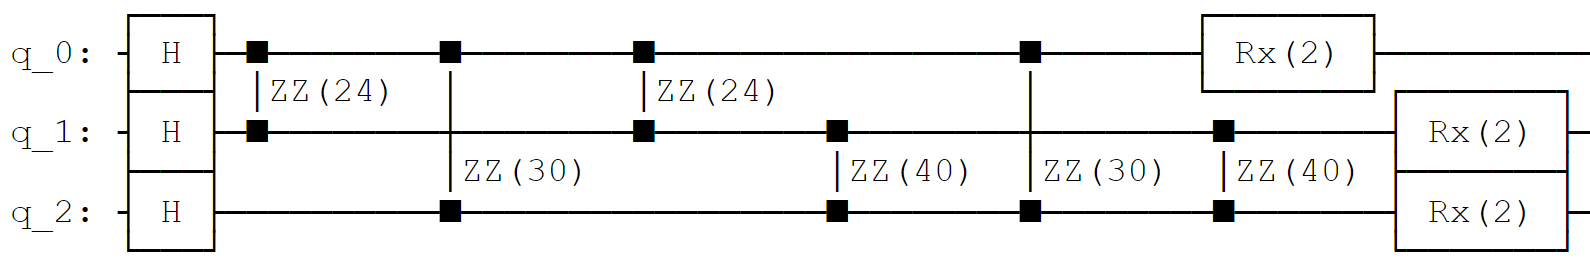 q_0: H Rx(2)
ZZ(24) ZZ(24)
q_1: H Rx(2)
ZZ(30) ZZ(40) ZZ(30) ZZ(40)
q_2: H Rx(2)